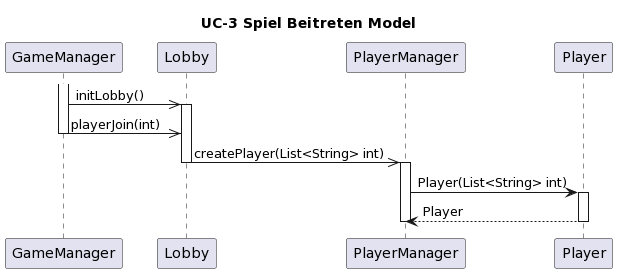 UC-3 Spiel Beitreten Model
GameManager Lobby PlayerManager Player
initLobby()
playerJoin(int)
createPlayer(List<String> int)
Player(List<String> int)
Player
GameManager Lobby PlayerManager Player